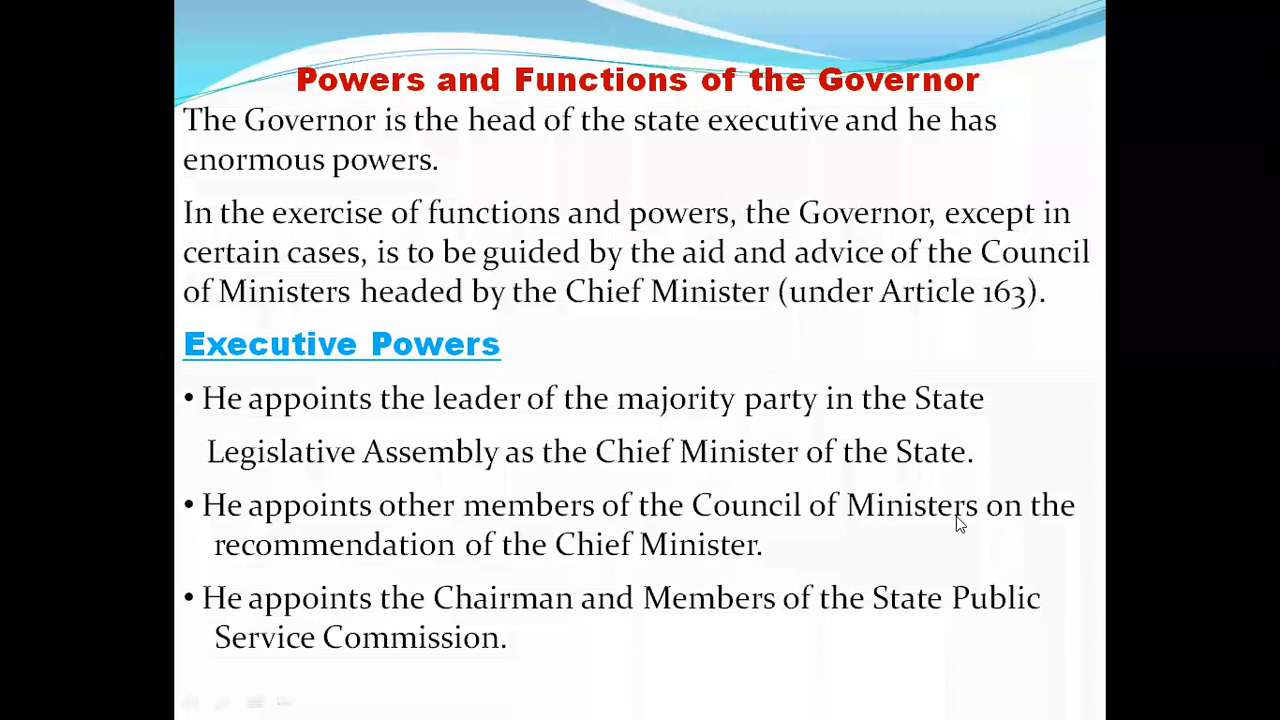 Powers and Functions of the Governor
The Governor is the head of the state executive and he has
enormous powers.
In the exercise of functions and powers, the Governor, except in
certain cases, is to be guided by the aid and advice of the Council
of Ministers headed by the Chief Minister (under Article 163).
Executive Powers
• He appoints the leader of the majority party in the State
Legislative Assembly as the Chief Minister of the State.
• He appoints other members of the Council of Ministers on the
recommendation of the Chief Minister.
• He appoints the Chairman and Members of the State Public
Service Commission.